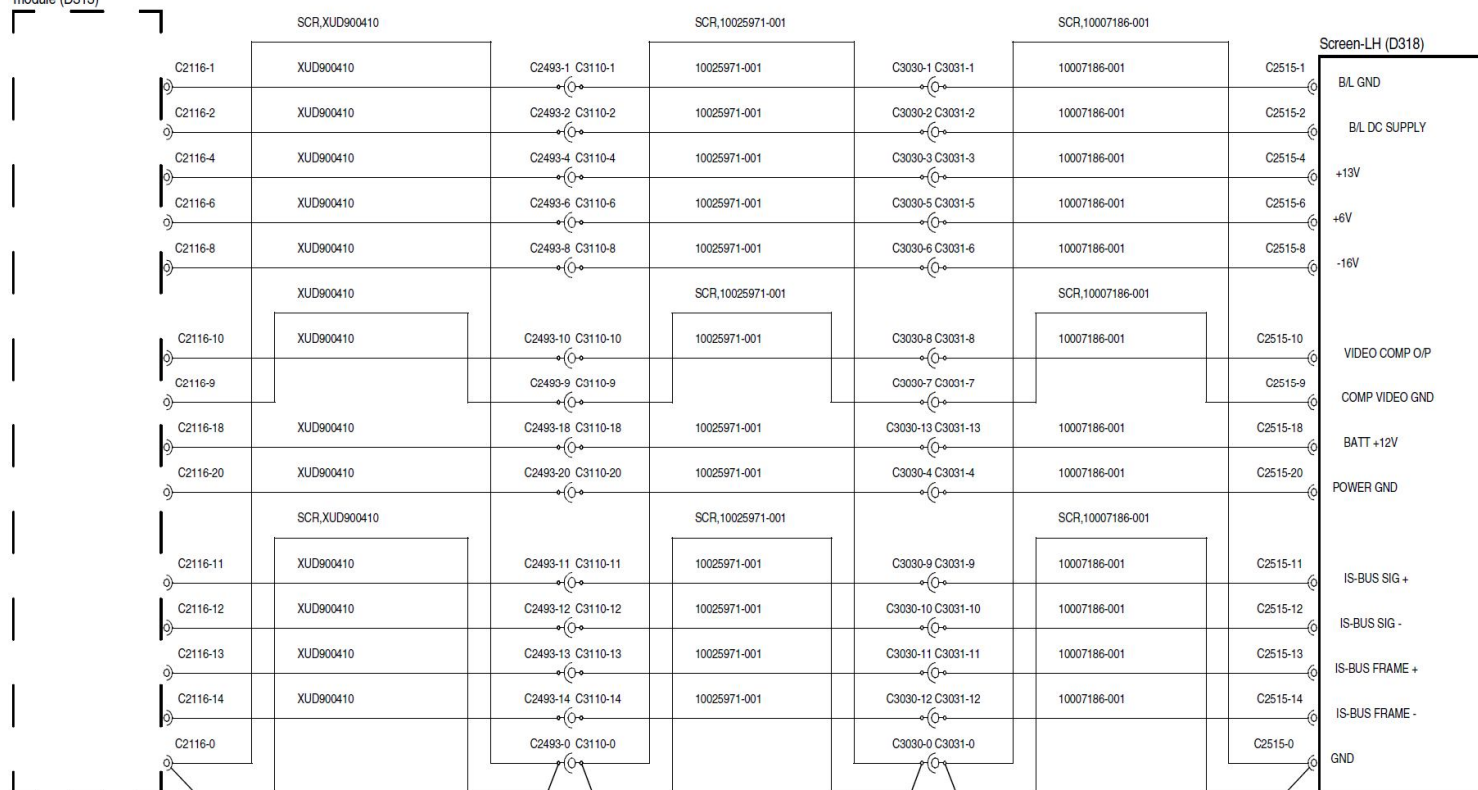 module (D313)
SCR,XUD900410 SCR,10025971-001 SCR,10007186-001
Screen-LH (D318)
C2116-1 XUD900410 C2493-1 C3110-1 10025971-001 C3030-1 C3031-1 10007186-001 C2515-1 B/L GND
C2116-2 XUD900410 C2493-2 C3110-2 10025971-001 C3030-2 C3031-2 10007186-001 C2515-2 B/L DC SUPPLY
C2116-4 XUD900410 C2493-4 C3110-4 10025971-001 C3030-3 C3031-3 10007186-001 C2515-4 +13V
C2116-6 XUD900410 C2493-6 C3110-6 10025971-001 C3030-5 C3031-5 10007186-001 C2515-6 +6V
C2116-8 XUD900410 C2493-8 C3110-8 10025971-001 C3030-6 C3031-6 10007186-001 C2515-8 -16V
XUD900410 SCR,10025971-001 SCR,10007186-001
C2116-10 XUD900410 C2493-10 C3110-10 10025971-001 C3030-8 C3031-8 10007186-001 C2515-10 VIDEO COMP O/P
C2116-9 C2493-9 C3110-9 C3030-7 C3031-7 C2515-9 COMP VIDEO GND
C2116-18 XUD900410 C2493-18 C3110-18 10025971-001 C3030-13 C3031-13 10007186-001 C2515-18 BATT +12V
C2116-20 XUD900410 C2493-20 C3110-20 10025971-001 C3030-4 C3031-4 10007186-001 C2515-20 POWER GND
SCR,XUD900410 SCR,10025971-001 SCR,10007186-001
C2116-11 XUD900410 C2493-11 C3110-11 10025971-001 C3030-9 C3031-9 10007186-001 C2515-11 IS-BUS SIG +
C2116-12 XUD900410 C2493-12 C3110-12 10025971-001 C3030-10 C3031-10 10007186-001 C2515-12 IS-BUS SIG -
C2116-13 XUD900410 C2493-13 C3110-13 10025971-001 C3030-11 C3031-11 10007186-001 C2515-13 IS-BUS FRAME +
C2116-14 XUD900410 C2493-14 C3110-14 10025971-001 C3030-12 C3031-12 10007186-001 C2515-14 IS-BUS FRAME -
C2116-0 C2493-0 C3110-0 C3030-0 C3031-0 C2515-0 GND